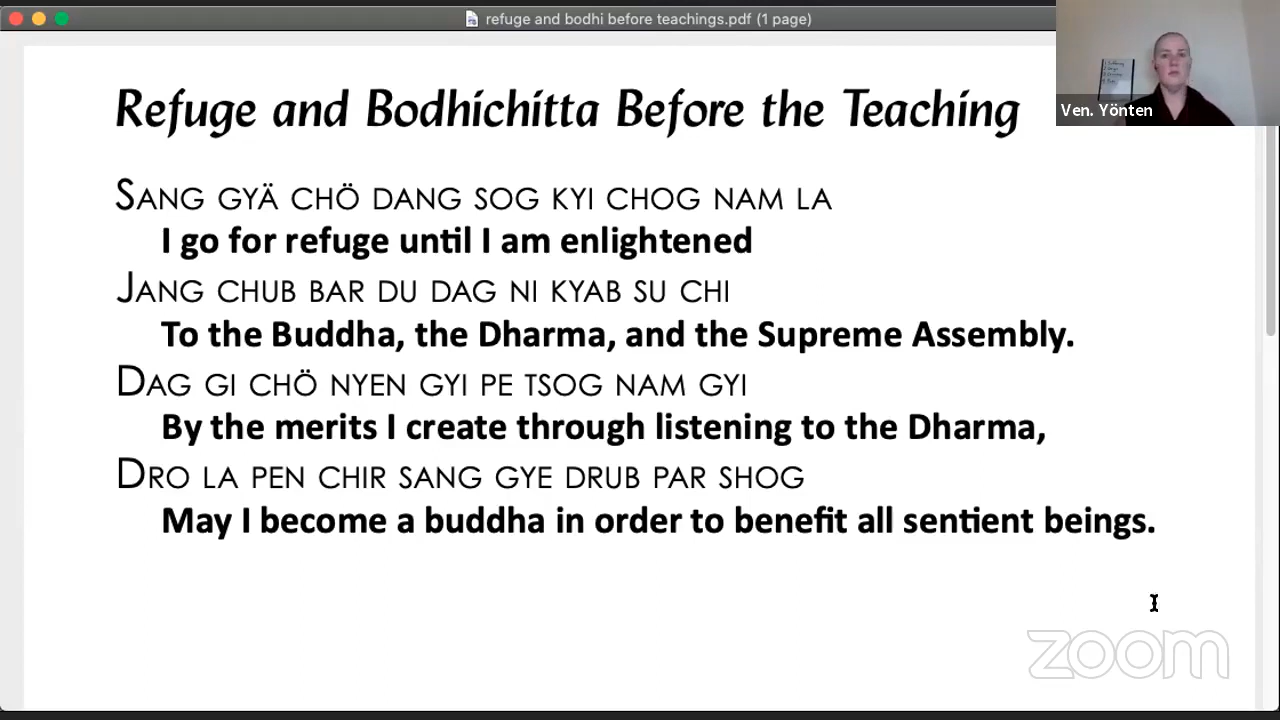 refuge and bodhi before teachings.pdf (1 page)
Ven. Yönten
Refuge and Bodhichitta Before the Teaching
SANG GYÄ CHÖ DANG SOG KYI CHOG NAM LA
I go for refuge until I am enlightened
JANG CHUB BAR DU DAG NI KYAB SU CHI
To the Buddha, the Dharma, and the Supreme Assembly.
DAG GI CHÖ NYEN GYI PE TSOG NAM GYI
By the merits I create through listening to the Dharma,
DRO LA PEN CHIR SANG GYE DRUB PAR SHOG
May I become a buddha in order to benefit all sentient beings.
zoom